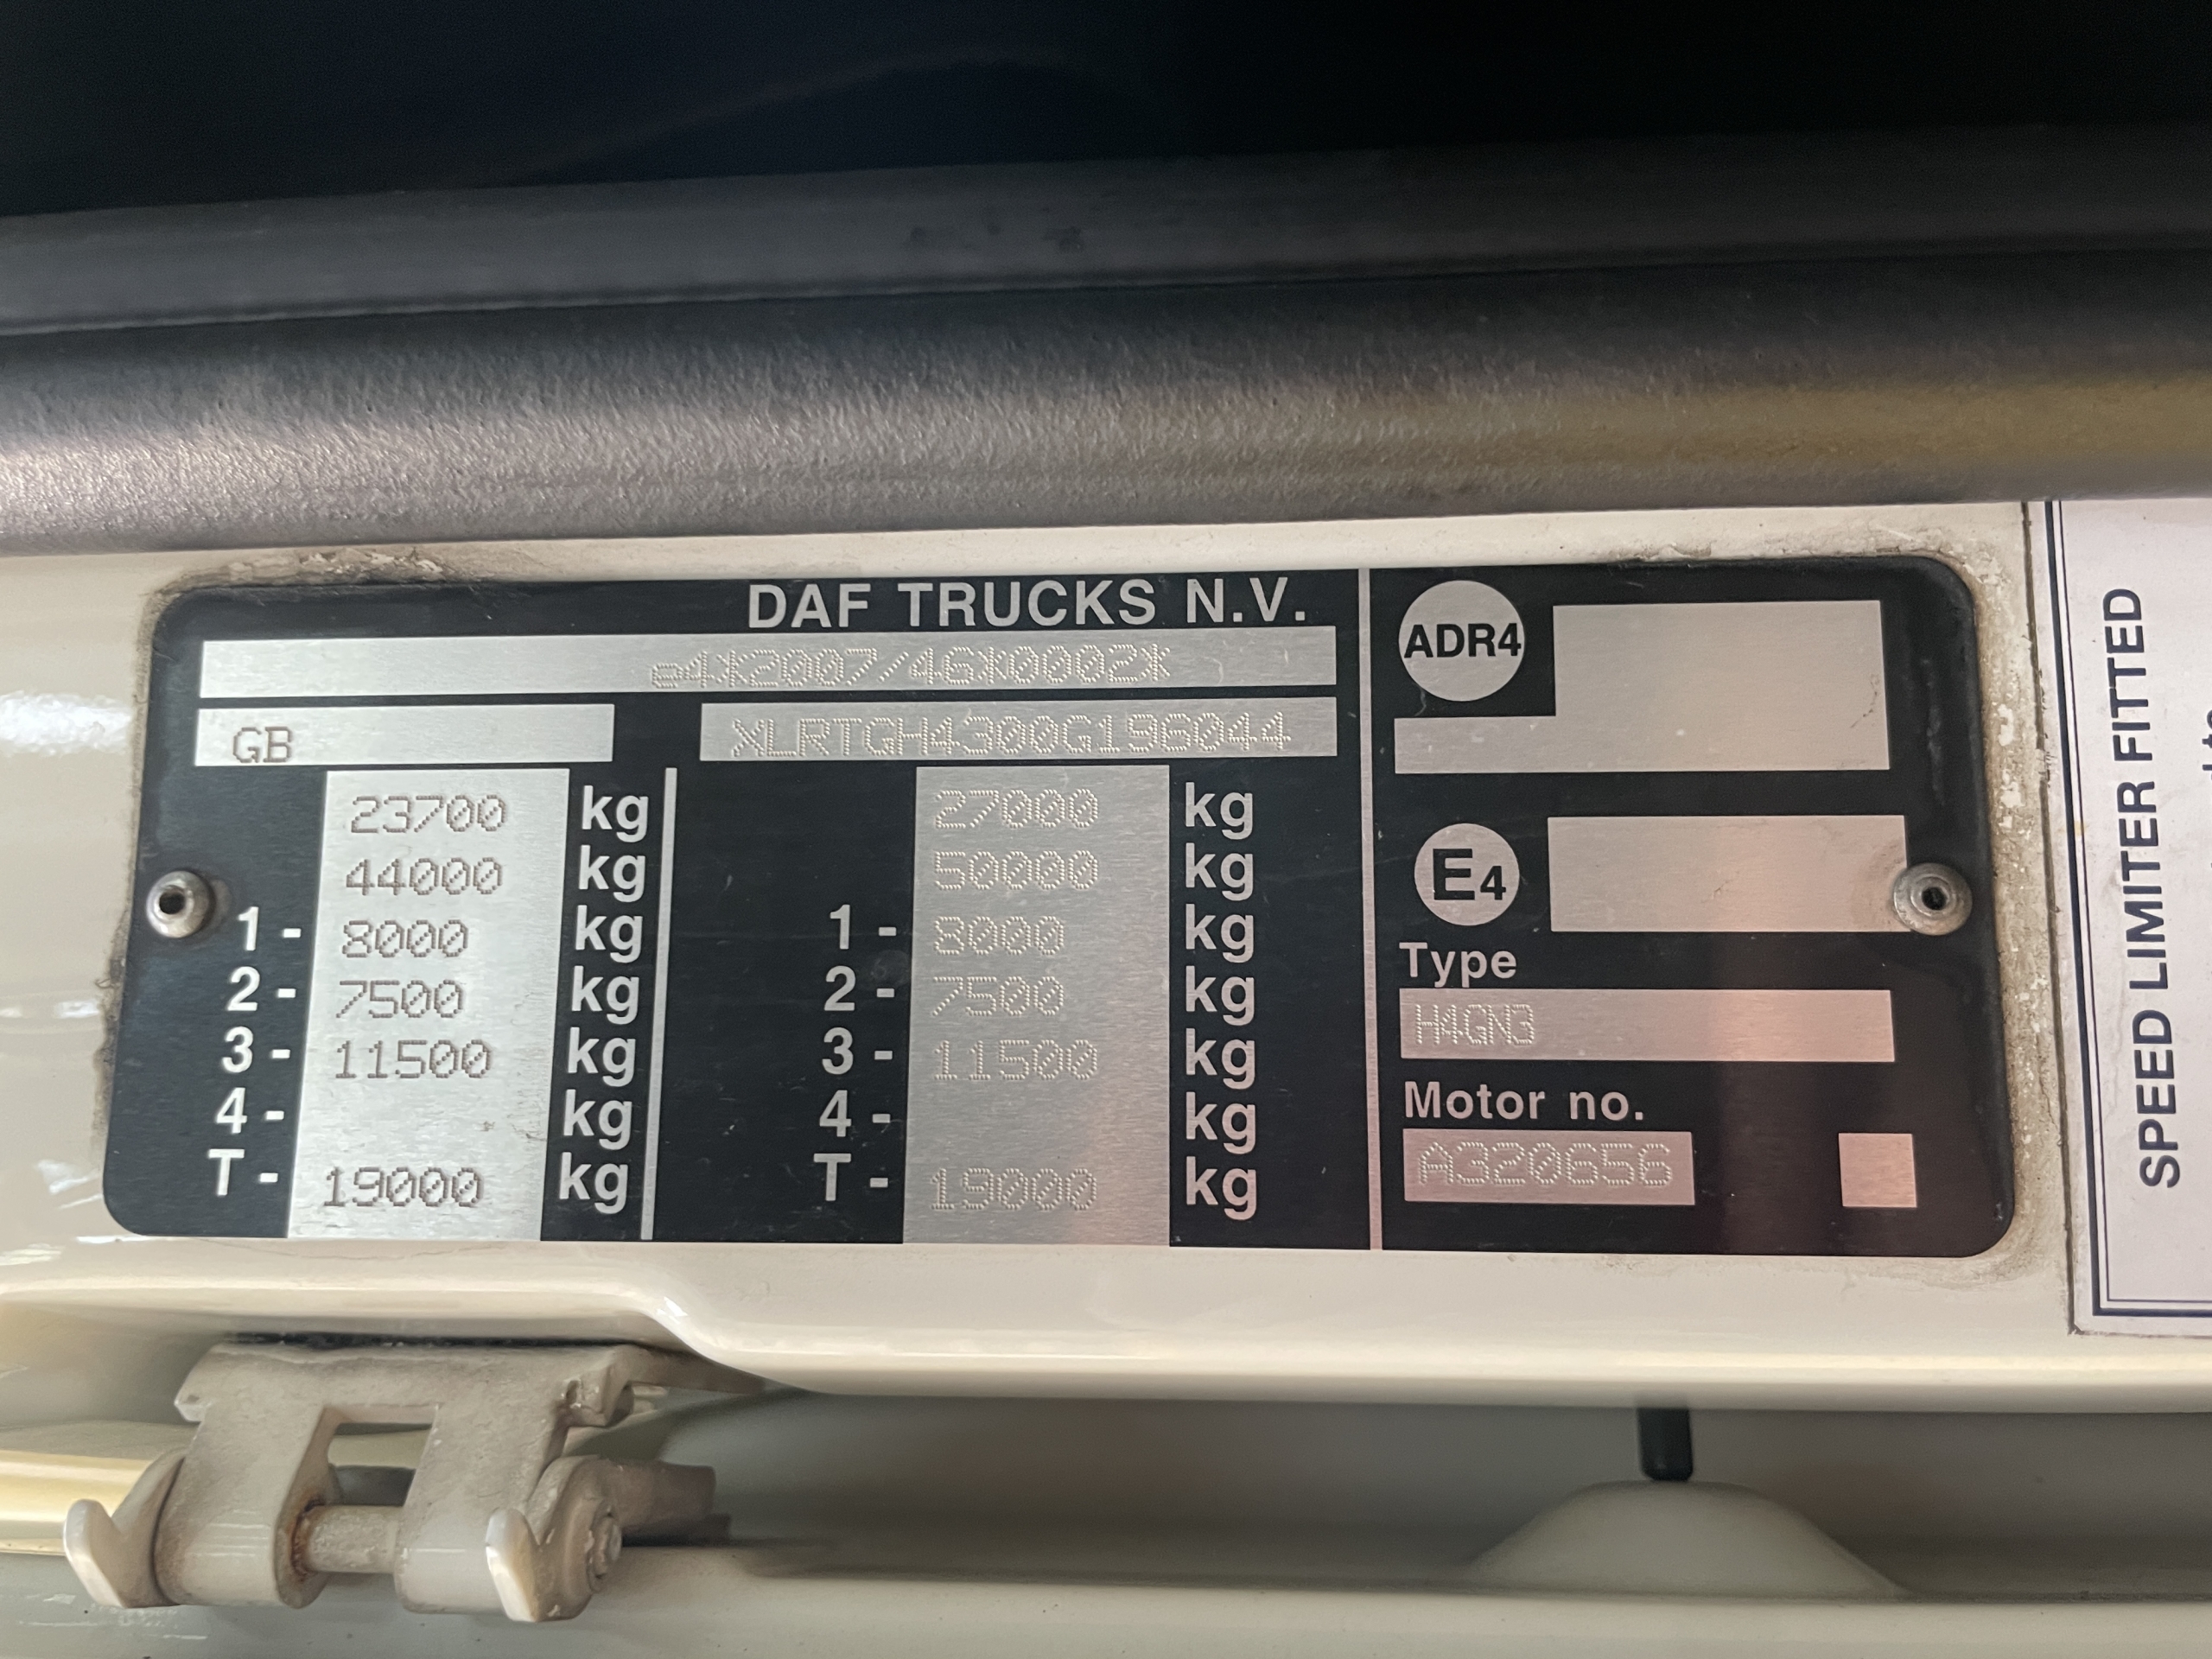 DAF TRUCKS N.V.
e4*2007/46*0002*
GB
XLRTGH4300G196044
23700 kg
44000 kg
1- 8000 kg
2- 7500 kg
3- 11500 kg
4- kg
T- 19000 kg
27000 kg
50000 kg
1- 8000 kg
2- 7500 kg
3- 11500 kg
4- kg
T- 19000 kg
ADR4
E4
Type
H4GN3
Motor no.
A320656
SPEED LIMITER FITTED